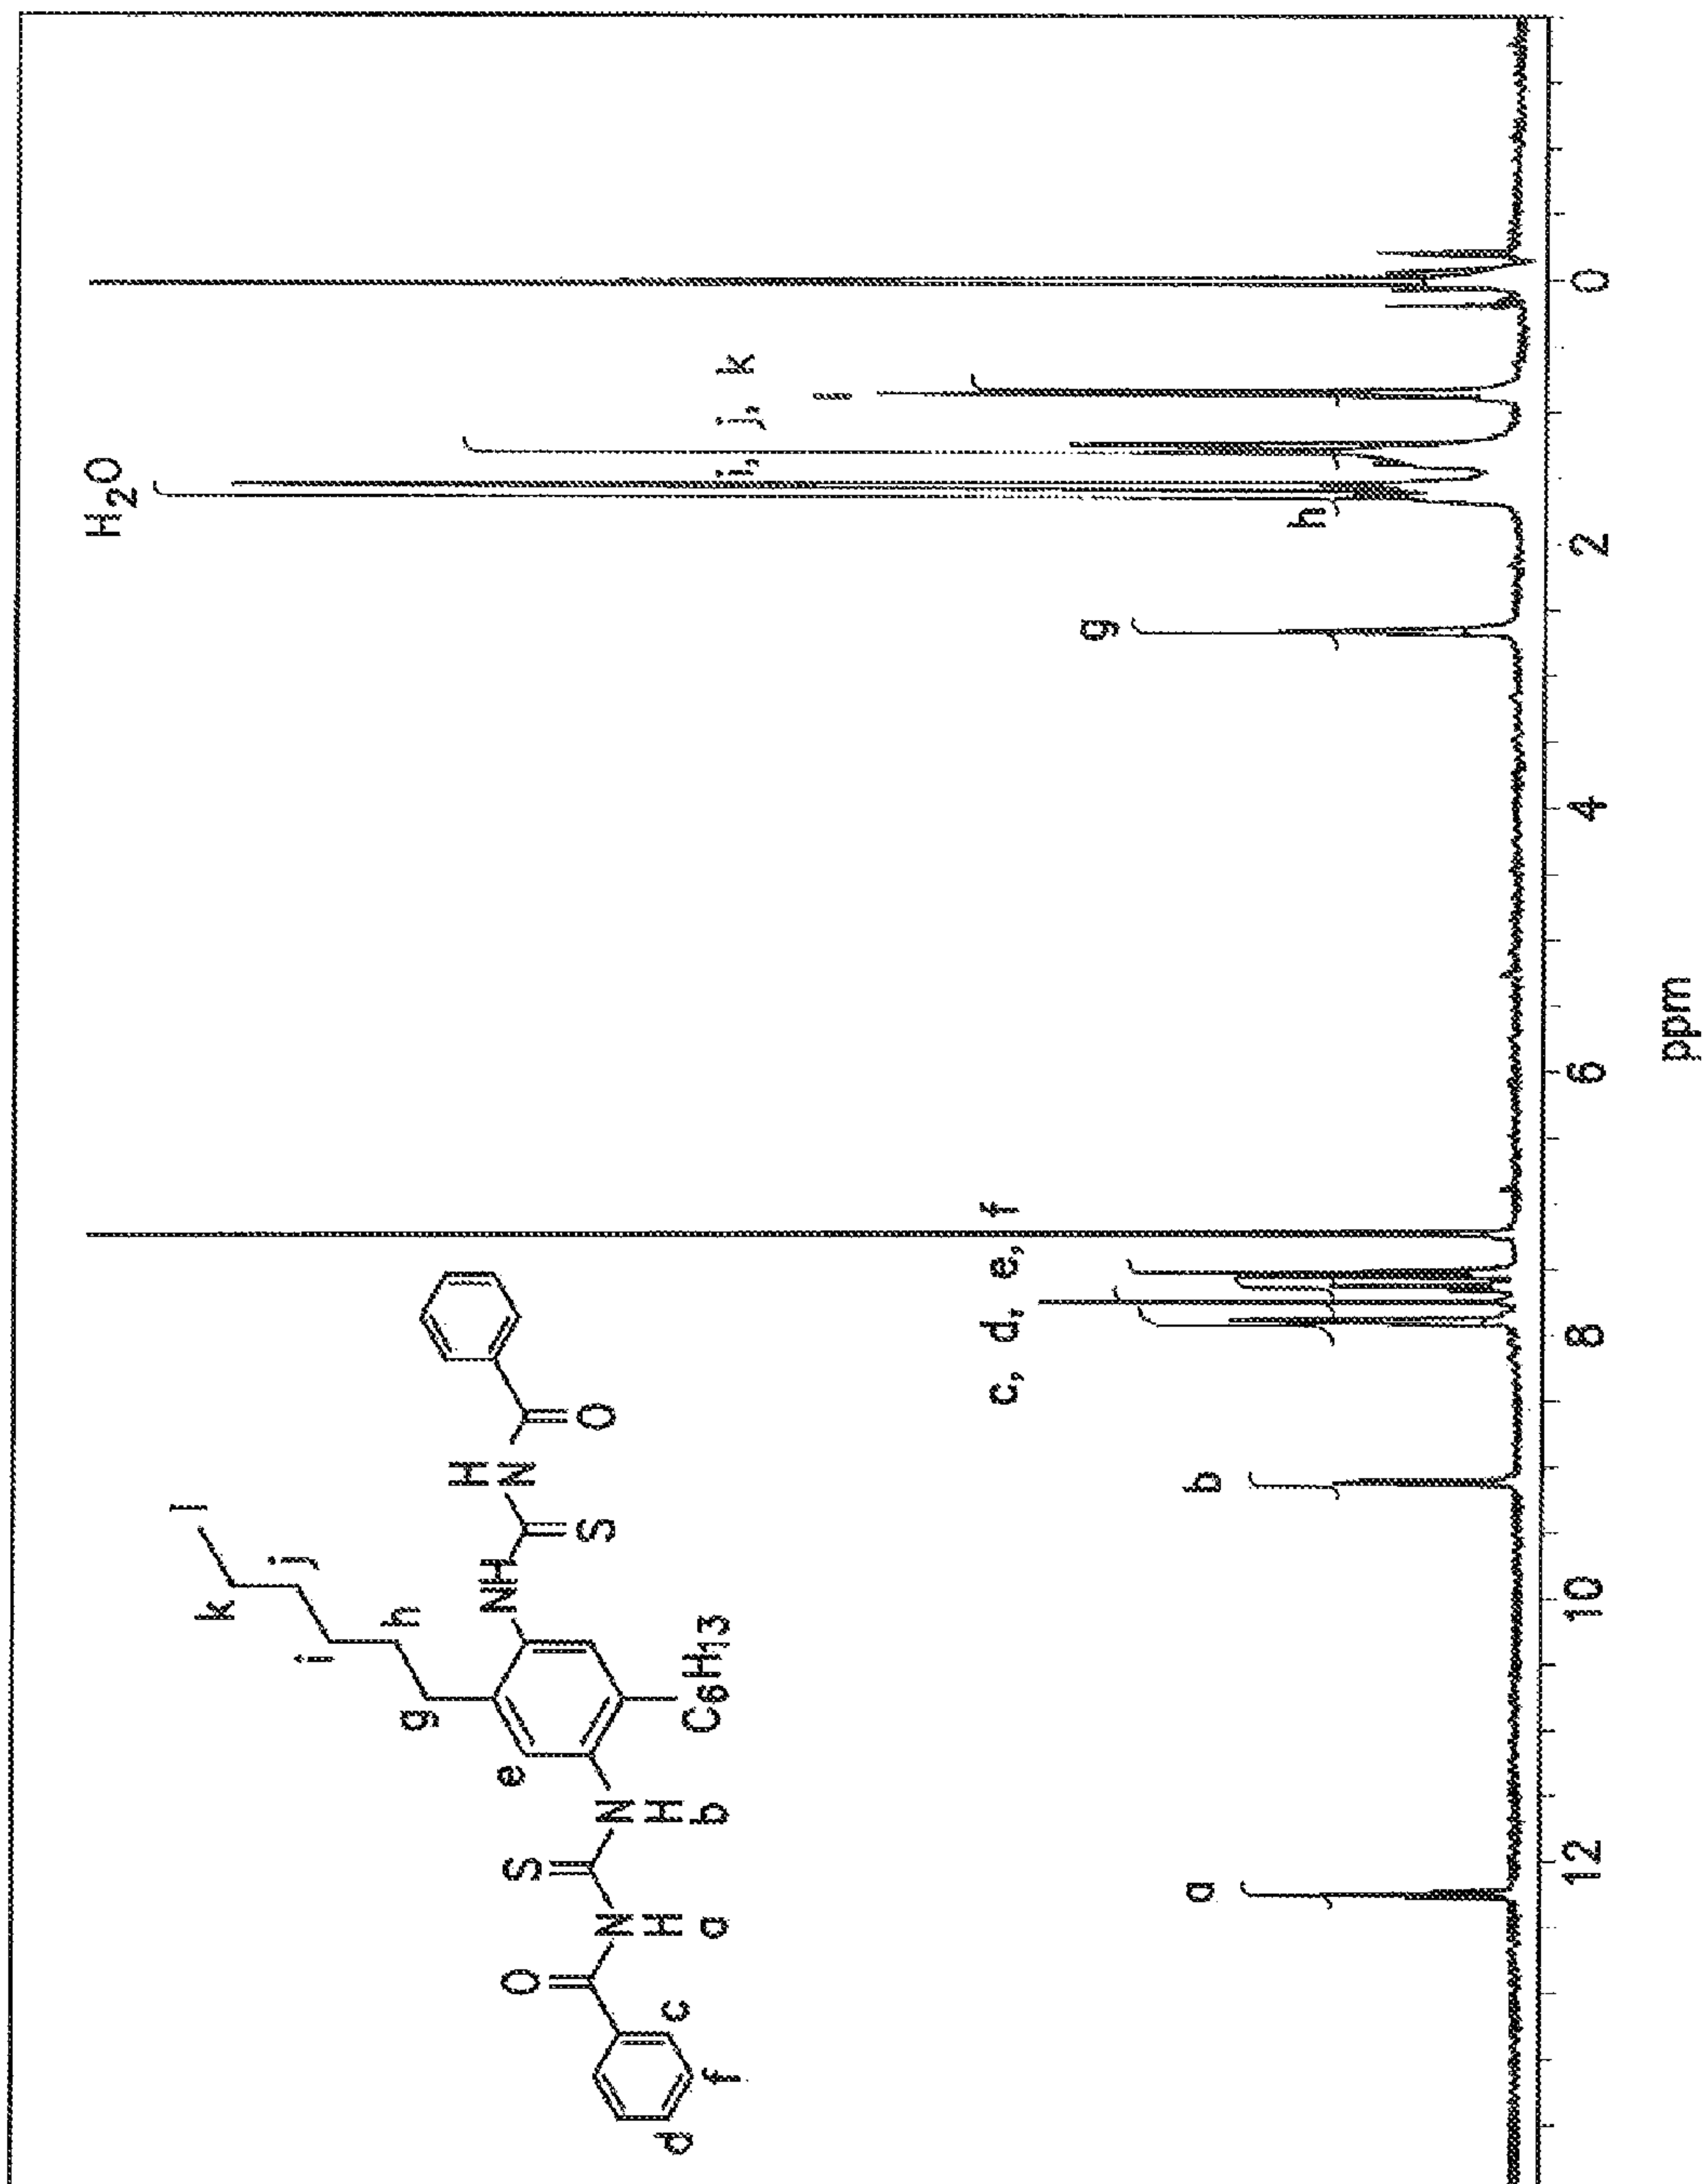 H2O
l
k
j
i
h
g
H
N
NH
S
O
e
C6H13
O
S
N
H
a
N
H
b
c
f
d
a
b
c, d, e, f
g
h
i, j, k
l
12 10 8 6 4 2 0
ppm